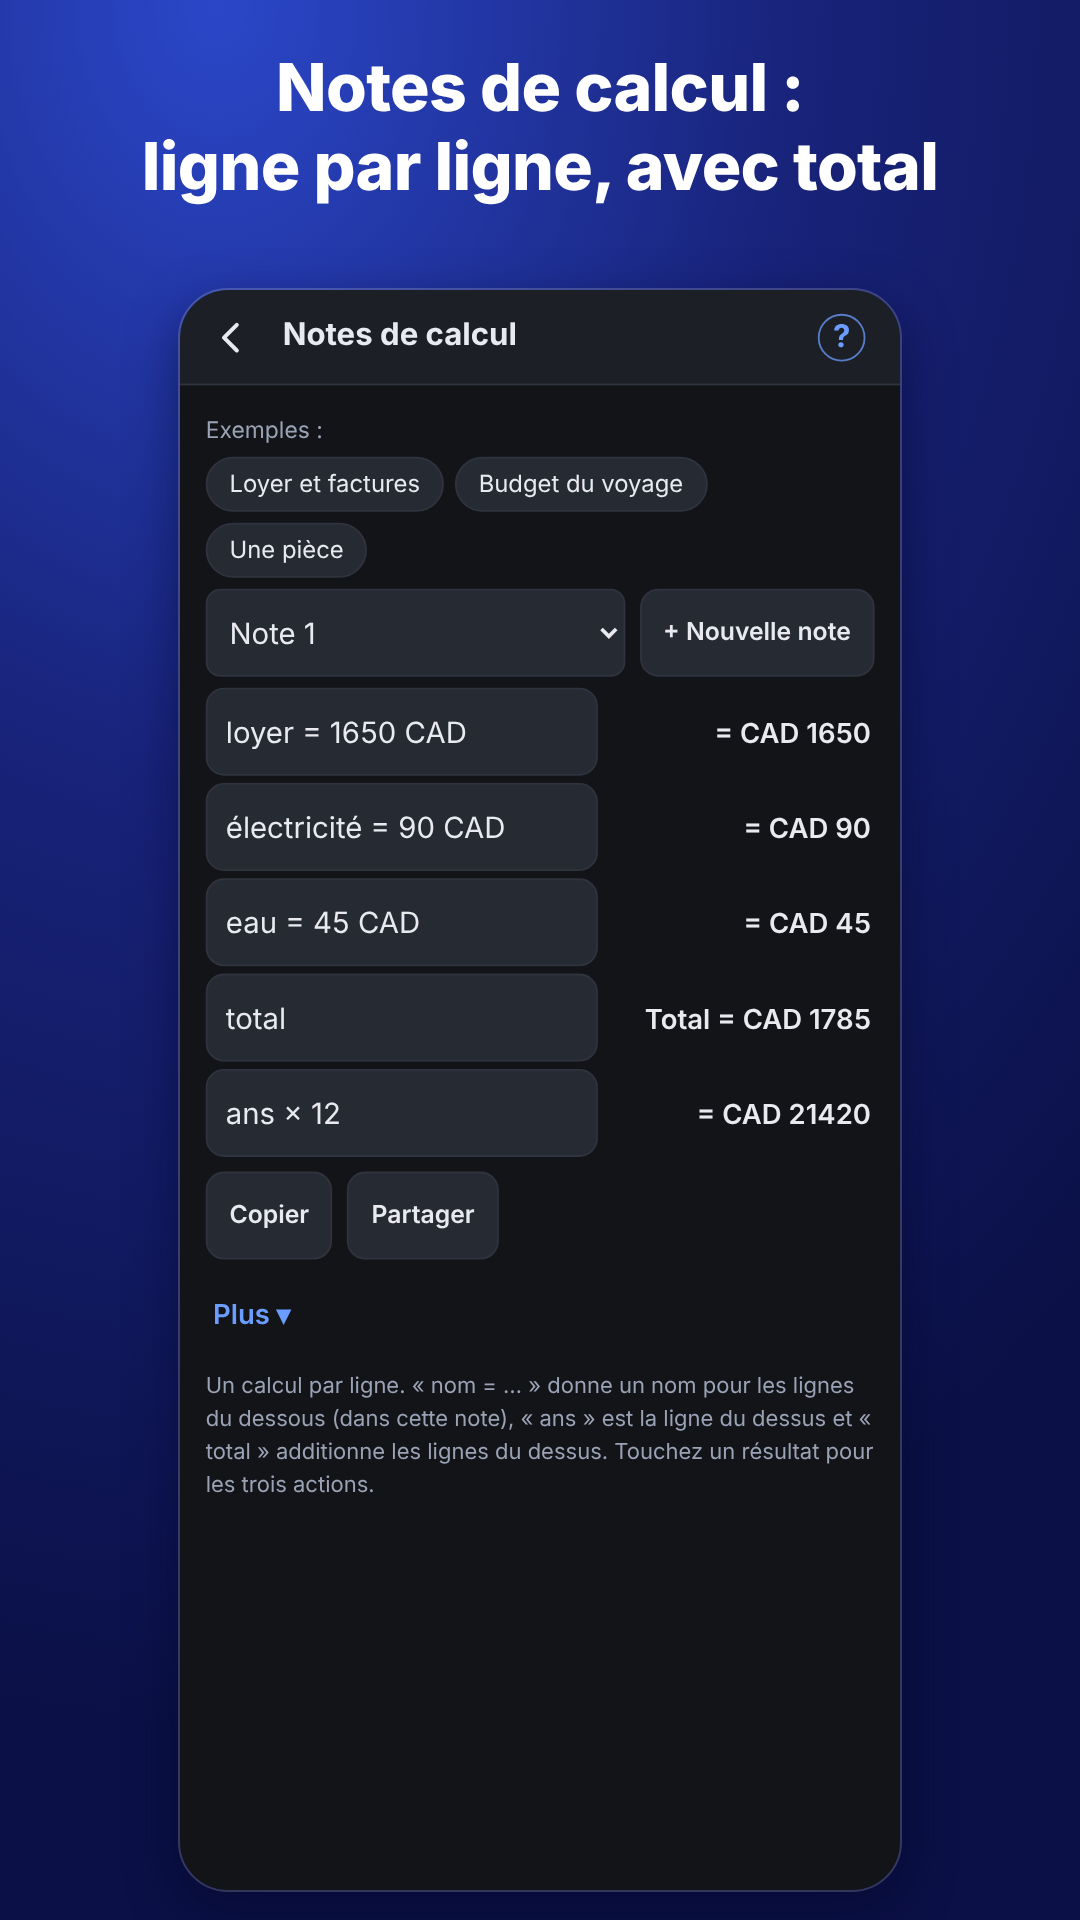 Notes de calcul :
ligne par ligne, avec total
Notes de calcul
?
Exemples :
Loyer et factures
Budget du voyage
Une pièce
Note 1
+ Nouvelle note
loyer = 1650 CAD
= CAD 1650
électricité = 90 CAD
= CAD 90
eau = 45 CAD
= CAD 45
total
Total = CAD 1785
ans × 12
= CAD 21420
Copier
Partager
Plus ▾
Un calcul par ligne. « nom = … » donne un nom pour les lignes
du dessous (dans cette note), « ans » est la ligne du dessus et «
total » additionne les lignes du dessus. Touchez un résultat pour
les trois actions.